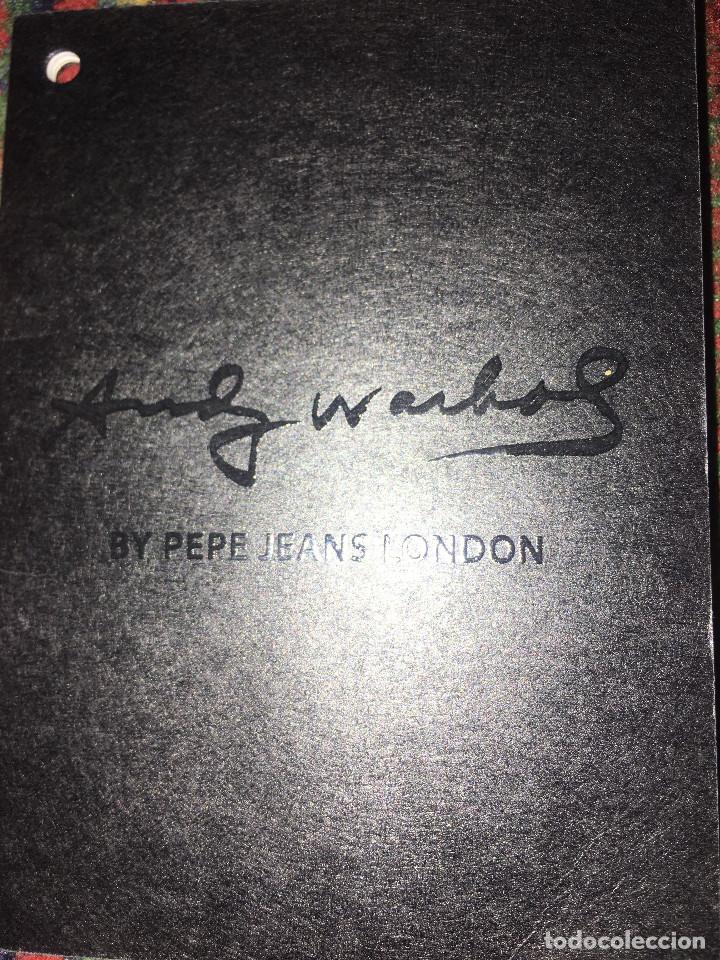 Andy Warhol
BY PEPE JEANS LONDON
todocoleccion